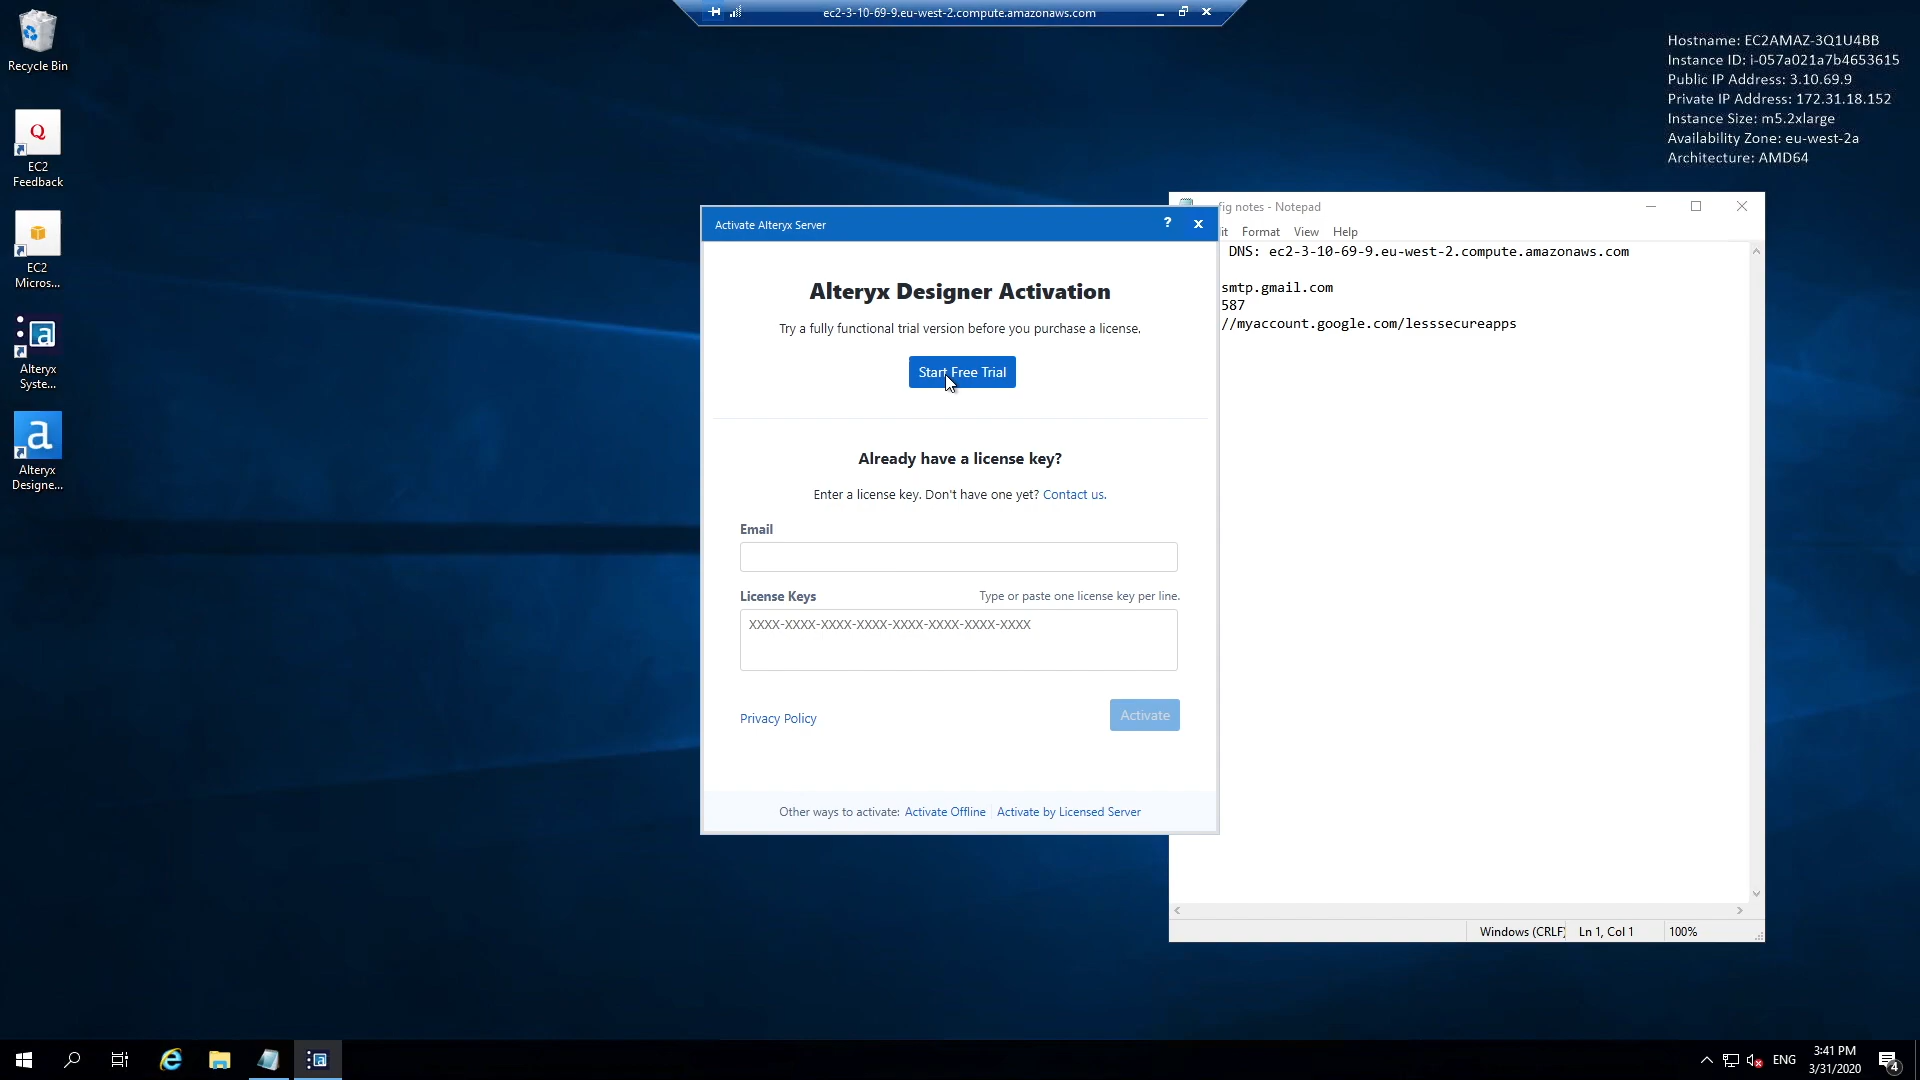 ec2-3-10-69-9.eu-west-2.compute.amazonaws.com
Recycle Bin
EC2
Feedback
EC2
Micros...
Alteryx
Syste...
Alteryx
Designe...
Hostname: EC2AMAZ-3Q1U4BB
Instance ID: i-057a021a7b4653615
Public IP Address: 3.10.69.9
Private IP Address: 172.31.18.152
Instance Size: m5.2xlarge
Availability Zone: eu-west-2a
Architecture: AMD64
Activate Alteryx Server
?
Alteryx Designer Activation
Try a fully functional trial version before you purchase a license.
Start Free Trial
Already have a license key?
Enter a license key. Don't have one yet? Contact us.
Email
License Keys Type or paste one license key per line.
XXXX-XXXX-XXXX-XXXX-XXXX-XXXX-XXXX-XXXX
Privacy Policy
Activate
Other ways to activate: Activate Offline Activate by Licensed Server
fig notes - Notepad
it Format View Help
DNS: ec2-3-10-69-9.eu-west-2.compute.amazonaws.com
smtp.gmail.com
587
//myaccount.google.com/lesssecureapps
Windows (CRLF) Ln 1, Col 1 100%
ENG
3:41 PM
3/31/2020
4